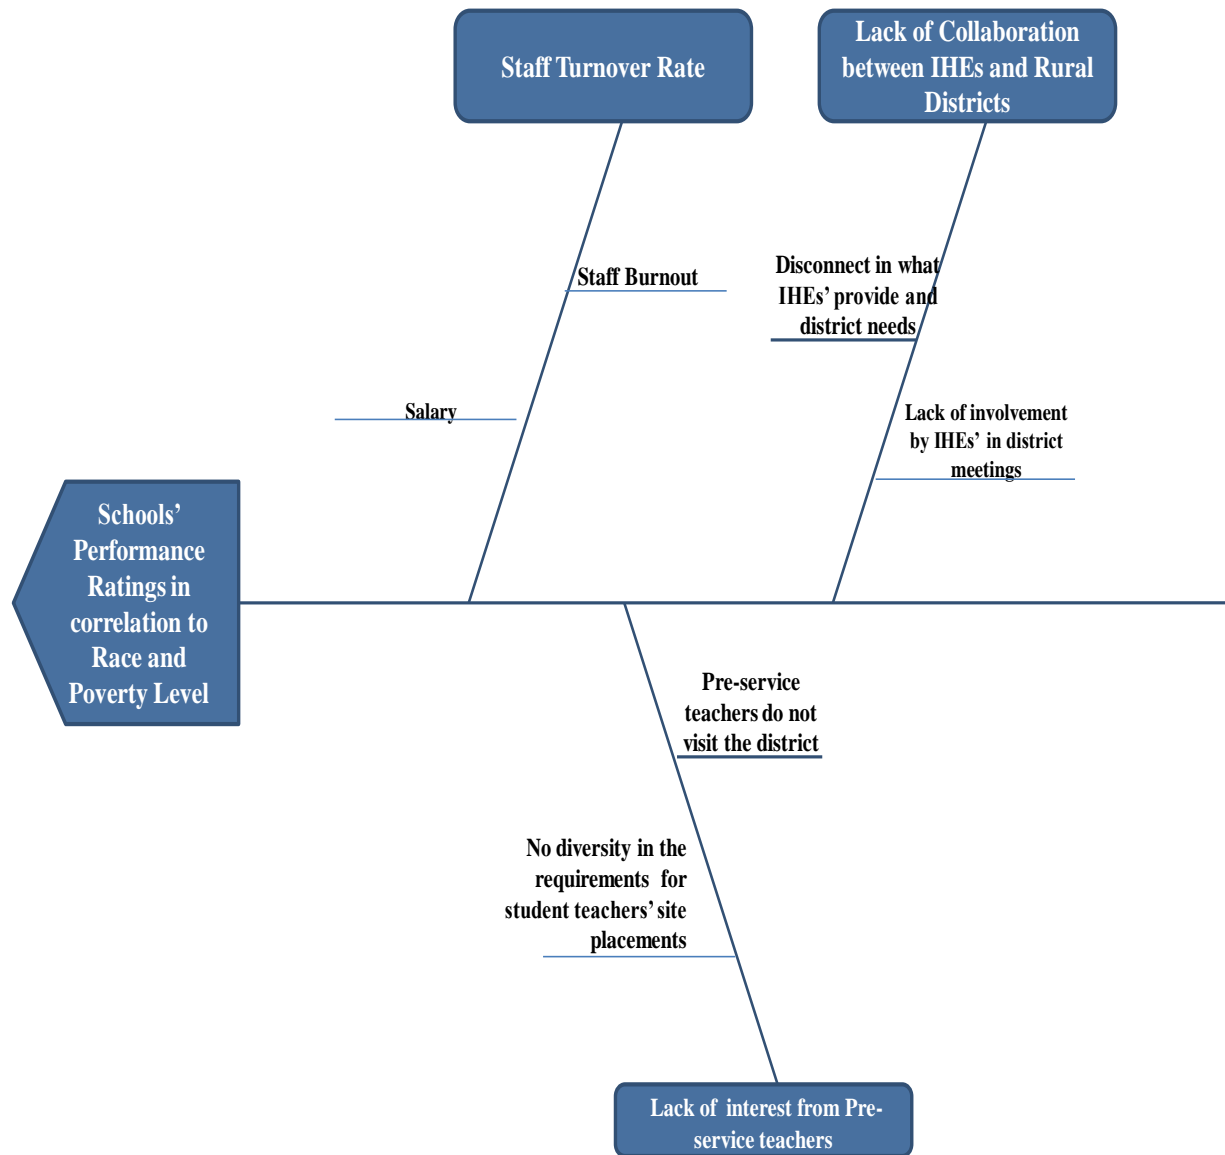 Staff Turnover Rate
Lack of Collaboration
between IHEs and Rural
Districts
Staff Burnout
Disconnect in what
IHEs’ provide and
district needs
Salary
Lack of involvement
by IHEs’ in district
meetings
Schools’
Performance
Ratings in
correlation to
Race and
Poverty Level
Pre-service
teachers do not
visit the district
No diversity in the
requirements for
student teachers’ site
placements
Lack of interest from Pre-
service teachers